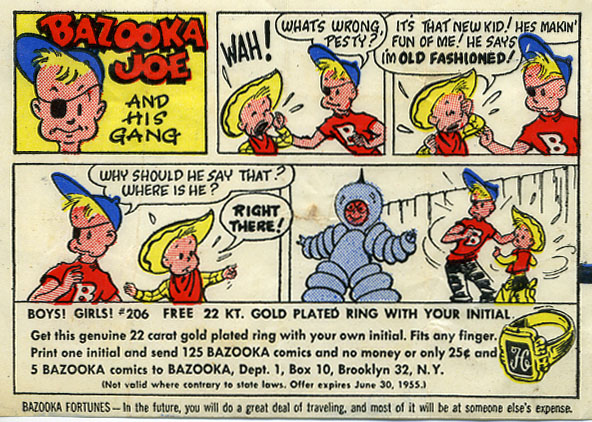 BAZOOKA
JOE
AND
HIS
GANG
WAH!
WHATS WRONG,
PESTY?
IT'S THAT NEW KID! HES MAKIN'
FUN OF ME! HE SAYS
I'M OLD FASHIONED!
B
WHY SHOULD HE SAY THAT?
WHERE IS HE?
RIGHT
THERE!
B
B
BOYS! GIRLS! #206 FREE 22 KT. GOLD PLATED RING WITH YOUR INITIAL.
Get this genuine 22 carat gold plated ring with your own initial. Fits any finger.
Print one initial and send 125 BAZOOKA comics and no money or only 25¢ and
5 BAZOOKA comics to BAZOOKA, Dept. 1, Box 10, Brooklyn 32, N. Y.
(Not valid where contrary to state laws. Offer expires June 30, 1955.)
H
BAZOOKA FORTUNES — In the future, you will do a great deal of traveling, and most of it will be at someone else's expense.